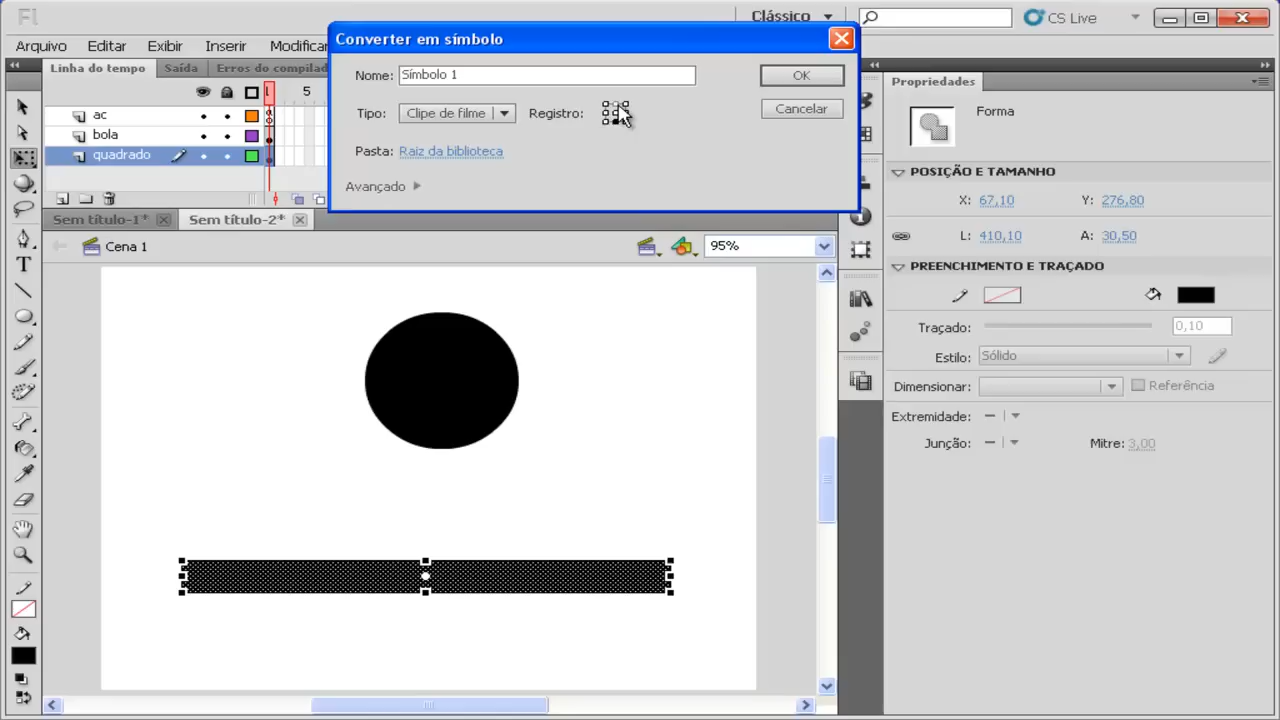 Fl
Clássico
CS Live
Arquivo Editar Exibir Inserir Modificar
Converter em símbolo
Nome: Símbolo 1
OK
Tipo: Clipe de filme
Registro:
Cancelar
Pasta: Raiz da biblioteca
Avançado
Linha do tempo Saída Erros do compilad
1 5
ac
bola
quadrado
Sem título-1* Sem título-2*
Cena 1
95%
T
Propriedades
Forma
POSIÇÃO E TAMANHO
X: 67,10 Y: 276,80
L: 410,10 A: 30,50
PREENCHIMENTO E TRAÇADO
Traçado: 0,10
Estilo: Sólido
Dimensionar: Referência
Extremidade:
Junção: Mitre: 3,00